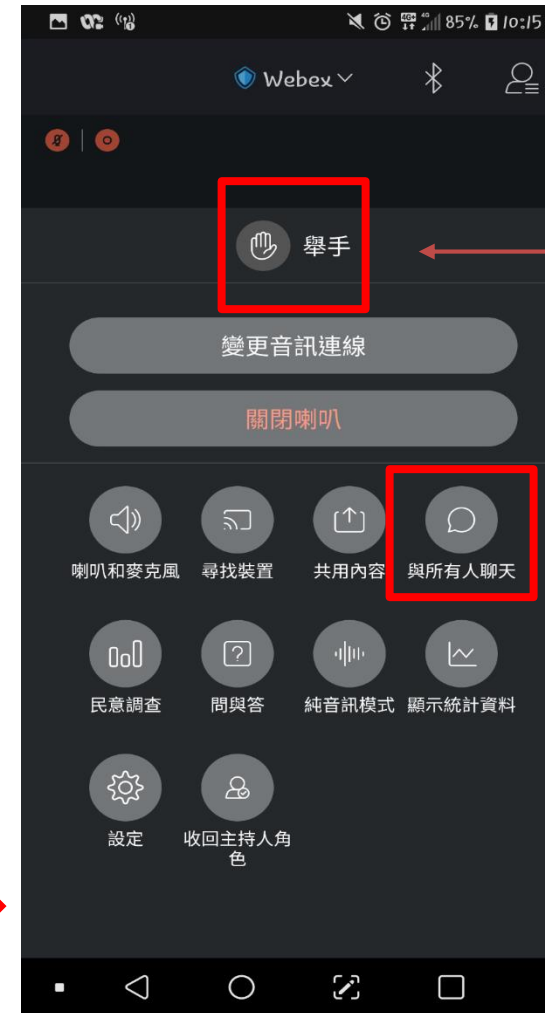 85% 10:15
Webex
舉手
變更音訊連線
關閉喇叭
喇叭和麥克風 尋找裝置 共用內容 與所有人聊天
民意調查 問與答 純音訊模式 顯示統計資料
設定 收回主持人角
色